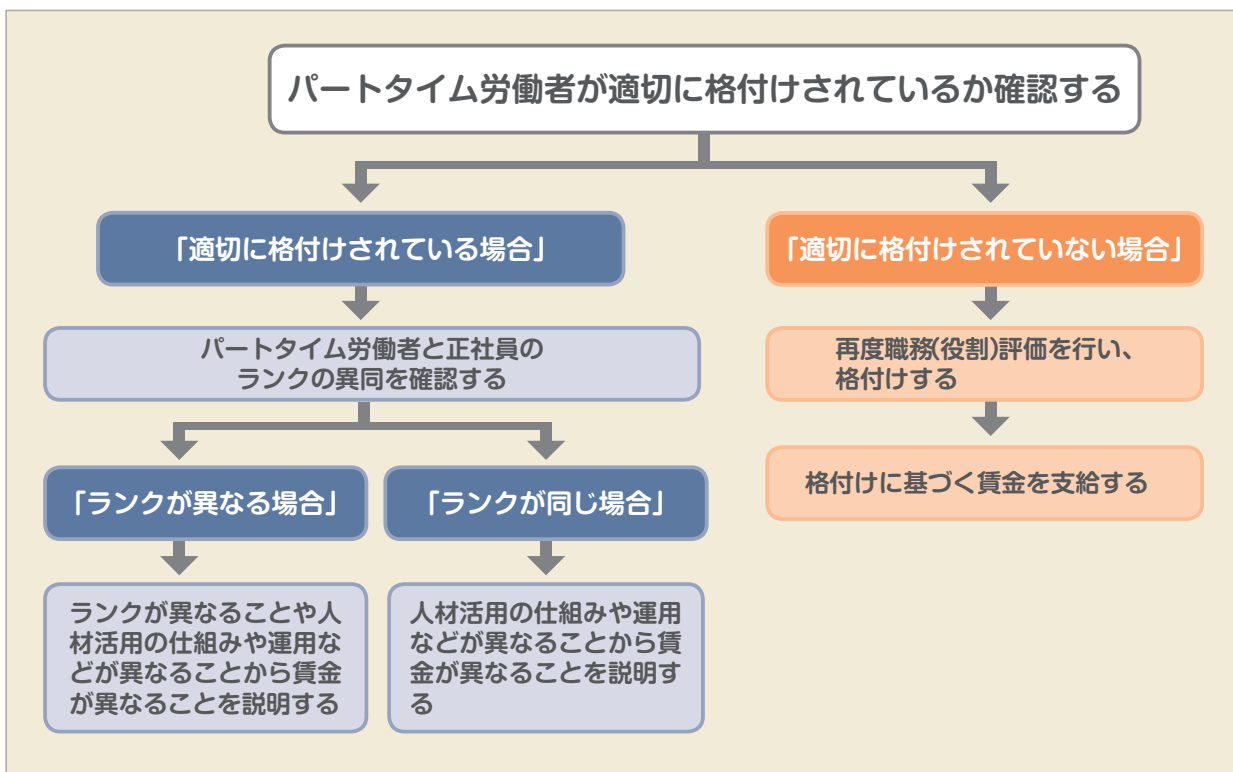 パートタイム労働者が適切に格付けされているか確認する
「適切に格付けされている場合」
「適切に格付けされていない場合」
パートタイム労働者と正社員の
ランクの異同を確認する
再度職務(役割)評価を行い、
格付けする
「ランクが異なる場合」
「ランクが同じ場合」
格付けに基づく賃金を支給する
ランクが異なることや人
材活用の仕組みや運用な
どが異なることから賃金
が異なることを説明する
人材活用の仕組みや運用
などが異なることから賃
金が異なることを説明す
る